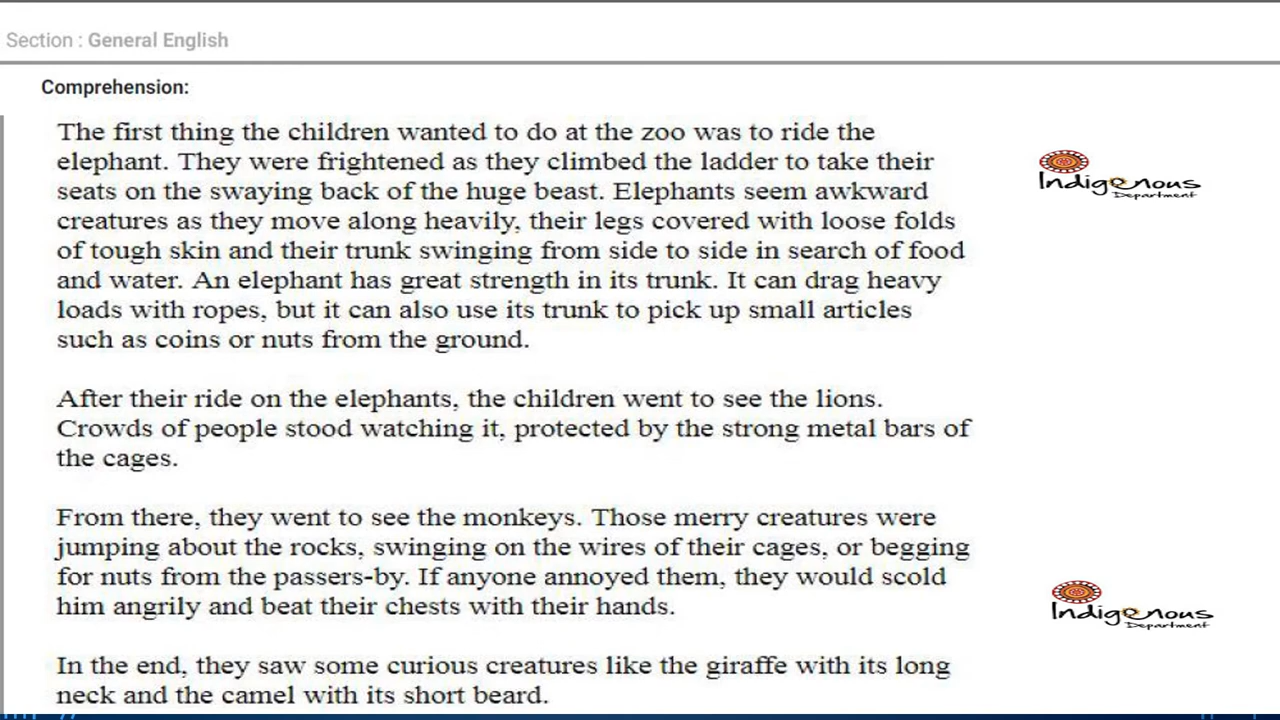 Section : General English
Comprehension:
The first thing the children wanted to do at the zoo was to ride the
elephant. They were frightened as they climbed the ladder to take their
seats on the swaying back of the huge beast. Elephants seem awkward
creatures as they move along heavily, their legs covered with loose folds
of tough skin and their trunk swinging from side to side in search of food
and water. An elephant has great strength in its trunk. It can drag heavy
loads with ropes, but it can also use its trunk to pick up small articles
such as coins or nuts from the ground.
After their ride on the elephants, the children went to see the lions.
Crowds of people stood watching it, protected by the strong metal bars of
the cages.
From there, they went to see the monkeys. Those merry creatures were
jumping about the rocks, swinging on the wires of their cages, or begging
for nuts from the passers-by. If anyone annoyed them, they would scold
him angrily and beat their chests with their hands.
In the end, they saw some curious creatures like the giraffe with its long
neck and the camel with its short beard.
Indigenous
Department
Indigenous
Department